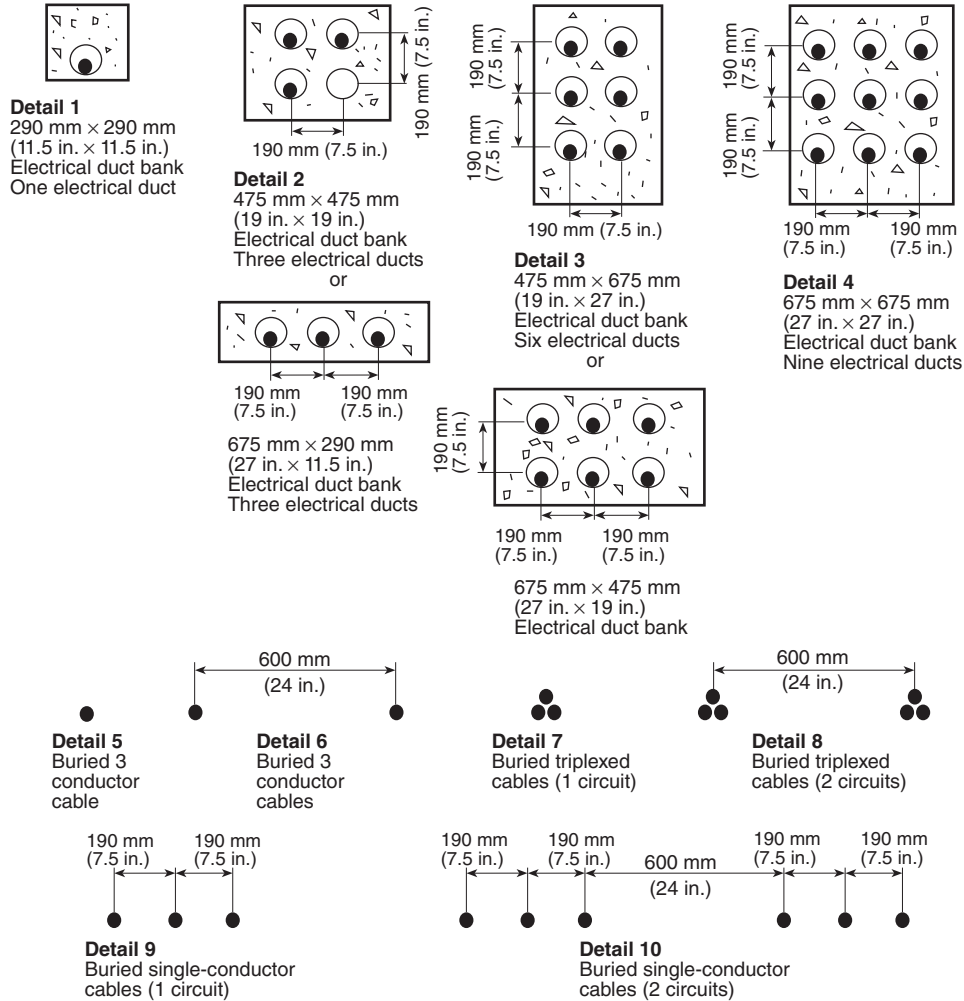 Detail 1
290 mm × 290 mm
(11.5 in. × 11.5 in.)
Electrical duct bank
One electrical duct
190 mm (7.5 in.)
190 mm (7.5 in.)
Detail 2
475 mm × 475 mm
(19 in. × 19 in.)
Electrical duct bank
Three electrical ducts
or
190 mm
(7.5 in.)
190 mm
(7.5 in.)
675 mm × 290 mm
(27 in. × 11.5 in.)
Electrical duct bank
Three electrical ducts
190 mm
(7.5 in.)
190 mm
(7.5 in.)
190 mm (7.5 in.)
Detail 3
475 mm × 675 mm
(19 in. × 27 in.)
Electrical duct bank
Six electrical ducts
or
190 mm
(7.5 in.)
190 mm
(7.5 in.)
190 mm
(7.5 in.)
675 mm × 475 mm
(27 in. × 19 in.)
Electrical duct bank
190 mm
(7.5 in.)
190 mm
(7.5 in.)
190 mm
(7.5 in.)
190 mm
(7.5 in.)
Detail 4
675 mm × 675 mm
(27 in. × 27 in.)
Electrical duct bank
Nine electrical ducts
Detail 5
Buried 3
conductor
cable
600 mm
(24 in.)
Detail 6
Buried 3
conductor
cables
Detail 7
Buried triplexed
cables (1 circuit)
600 mm
(24 in.)
Detail 8
Buried triplexed
cables (2 circuits)
190 mm
(7.5 in.)
190 mm
(7.5 in.)
Detail 9
Buried single-conductor
cables (1 circuit)
190 mm
(7.5 in.)
190 mm
(7.5 in.)
600 mm
(24 in.)
190 mm
(7.5 in.)
190 mm
(7.5 in.)
Detail 10
Buried single-conductor
cables (2 circuits)